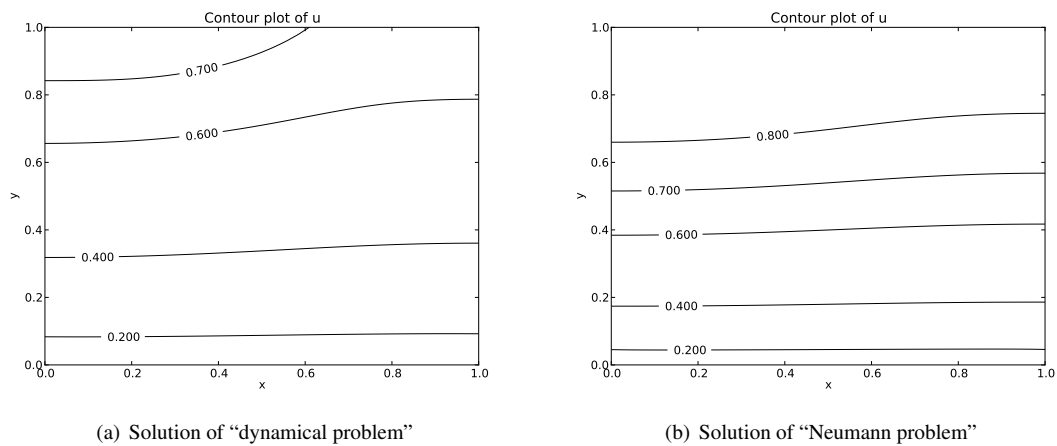 Contour plot of u
1.0
0.8
0.6
0.4
0.2
0.0
y
0.700
0.600
0.400
0.200
0.0 0.2 0.4 0.6 0.8 1.0
x
(a) Solution of “dynamical problem”
Contour plot of u
1.0
0.8
0.6
0.4
0.2
0.0
y
0.800
0.700
0.600
0.400
0.200
0.0 0.2 0.4 0.6 0.8 1.0
x
(b) Solution of “Neumann problem”